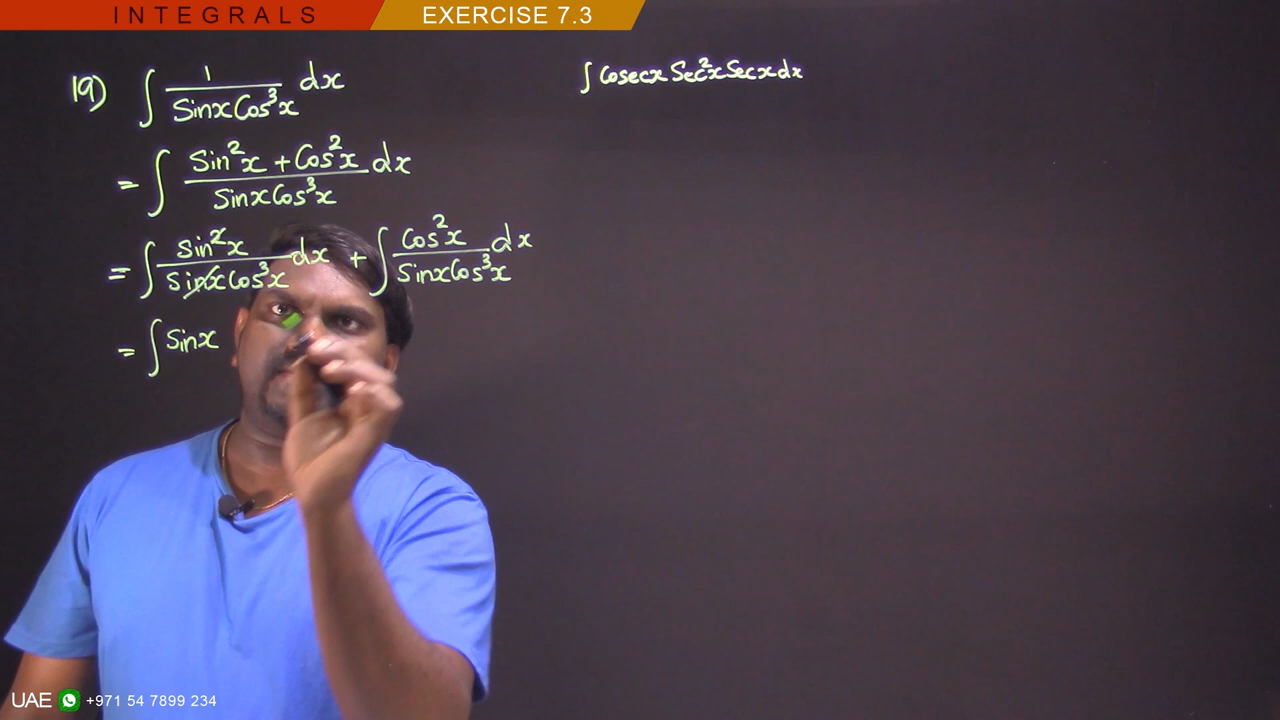 INTEGRALS EXERCISE 7.3
19) ∫ 1/(Sinx Cos³x) dx
∫ Cosecx Sec²x Secx dx
= ∫ (Sin²x + Cos²x)/(Sinx Cos³x) dx
= ∫ Sin²x/(Sinx Cos³x) dx + ∫ Cos²x/(Sinx Cos³x) dx
= ∫ Sinx
UAE +971 54 7899 234